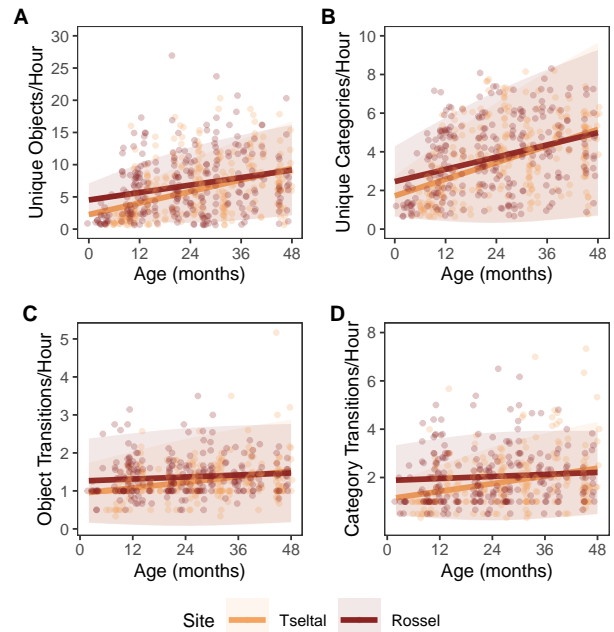 A
B
Unique Objects/Hour
30
25
20
15
10
5
0
0 12 24 36 48
Age (months)
Unique Categories/Hour
10
8
6
4
2
0
0 12 24 36 48
Age (months)
C
D
Object Transitions/Hour
5
4
3
2
1
0
0 12 24 36 48
Age (months)
Category Transitions/Hour
8
6
4
2
0 12 24 36 48
Age (months)
Site Tseltal Rossel